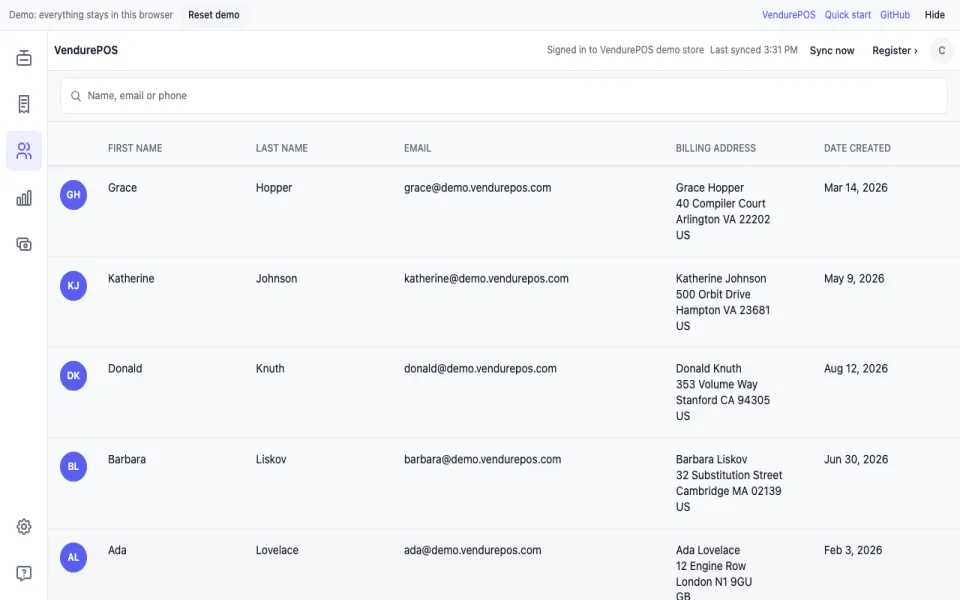 Demo: everything stays in this browser Reset demo VendurePOS Quick start GitHub Hide
VendurePOS Signed in to VendurePOS demo store Last synced 3:31 PM Sync now Register › C
Name, email or phone
FIRST NAME LAST NAME EMAIL BILLING ADDRESS DATE CREATED
GH Grace Hopper grace@demo.vendurepos.com Grace Hopper Mar 14, 2026
40 Compiler Court
Arlington VA 22202
US
KJ Katherine Johnson katherine@demo.vendurepos.com Katherine Johnson May 9, 2026
500 Orbit Drive
Hampton VA 23681
US
DK Donald Knuth donald@demo.vendurepos.com Donald Knuth Aug 12, 2026
353 Volume Way
Stanford CA 94305
US
BL Barbara Liskov barbara@demo.vendurepos.com Barbara Liskov Jun 30, 2026
32 Substitution Street
Cambridge MA 02139
US
AL Ada Lovelace ada@demo.vendurepos.com Ada Lovelace Feb 3, 2026
12 Engine Row
London N1 9GU
GB